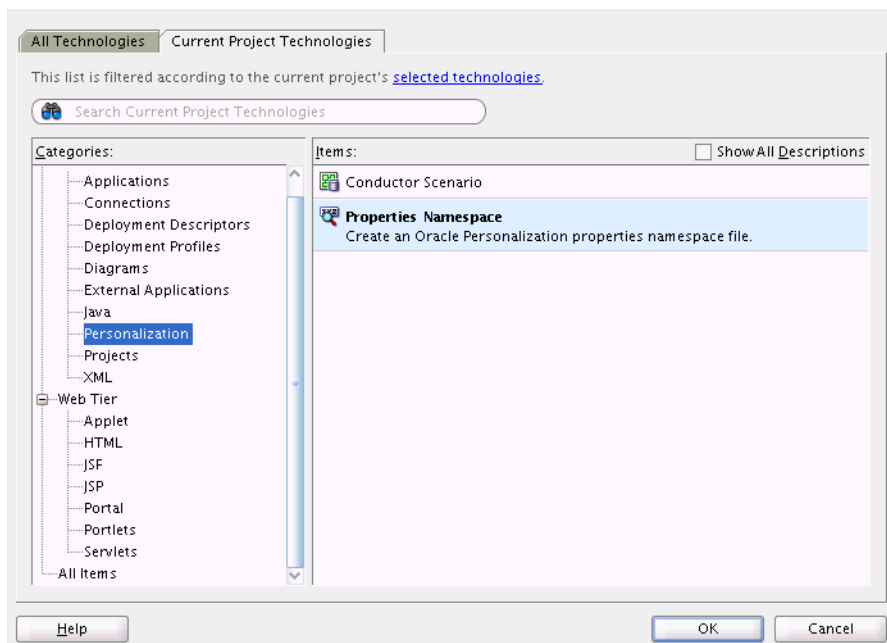 All Technologies Current Project Technologies
This list is filtered according to the current project's selected technologies.
Search Current Project Technologies
Categories:
Applications
Connections
Deployment Descriptors
Deployment Profiles
Diagrams
External Applications
Java
Personalization
Projects
XML
Web Tier
Applet
HTML
JSF
JSP
Portal
Portlets
Servlets
All Items
Items: Show All Descriptions
Conductor Scenario
Properties Namespace
Create an Oracle Personalization properties namespace file.
Help OK Cancel